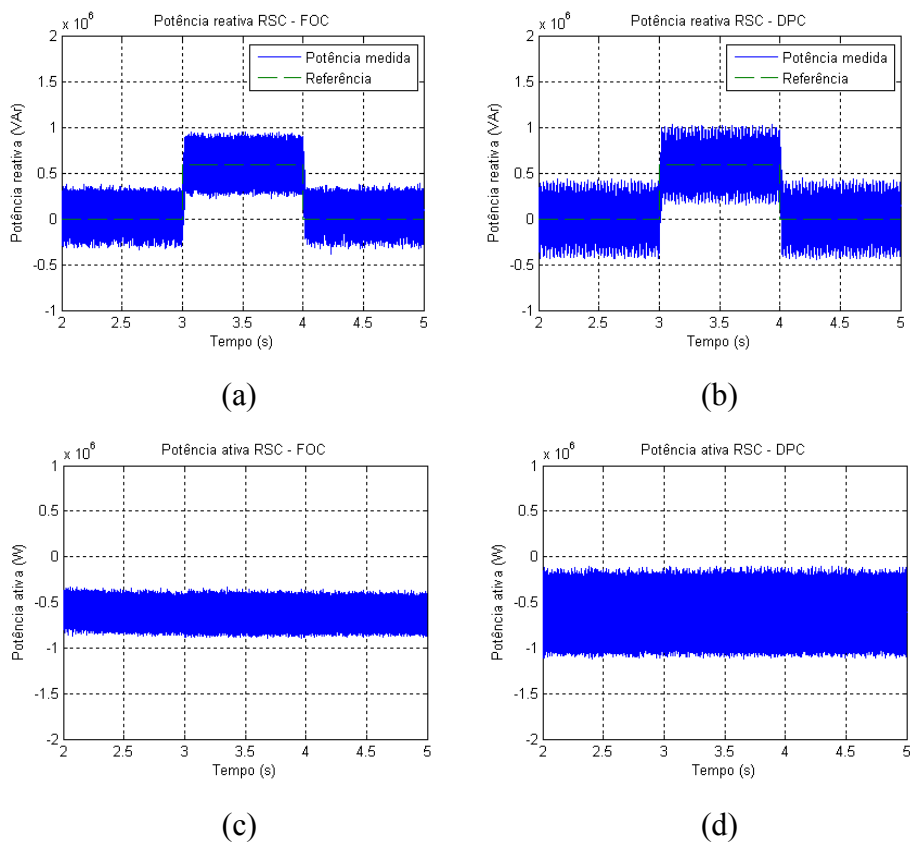 Potência reativa RSC - FOC
x 10^6
Potência medida
Referência
Potência reativa (VAr)
2
1.5
1
0.5
0
-0.5
-1
2 2.5 3 3.5 4 4.5 5
Tempo (s)
(a)
Potência reativa RSC - DPC
x 10^6
Potência medida
Referência
Potência reativa (VAr)
2
1.5
1
0.5
0
-0.5
-1
2 2.5 3 3.5 4 4.5 5
Tempo (s)
(b)
Potência ativa RSC - FOC
x 10^6
Potência ativa (W)
1
0.5
0
-0.5
-1
-1.5
-2
2 2.5 3 3.5 4 4.5 5
Tempo (s)
(c)
Potência ativa RSC - DPC
x 10^6
Potência ativa (W)
1
0.5
0
-0.5
-1
-1.5
-2
2 2.5 3 3.5 4 4.5 5
Tempo (s)
(d)